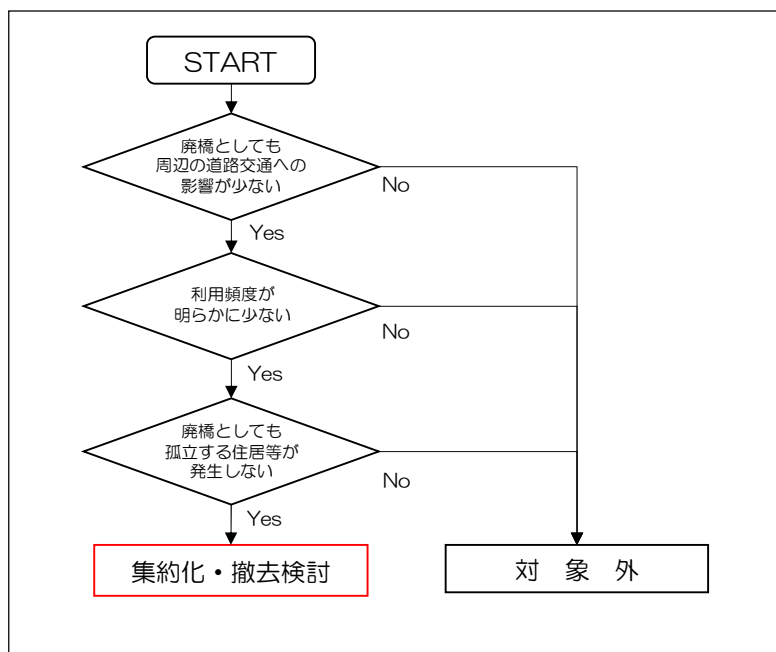 START
廃橋としても
周辺の道路交通への
影響が少ない
No
Yes
利用頻度が
明らかに少ない
No
Yes
廃橋としても
孤立する住居等が
発生しない
No
Yes
集約化・撤去検討
対 象 外